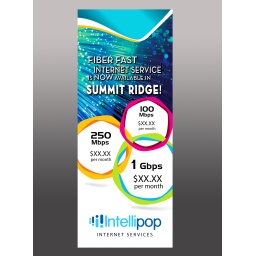 FIBER FAST
INTERNET SERVICE
IS NOW AVAILABLE IN
SUMMIT RIDGE!
100
Mbps
$XX.XX
per month
250
Mbps
$XX.XX
per month
1 Gbps
$XX.XX
per month
Intellipop
INTERNET SERVICES